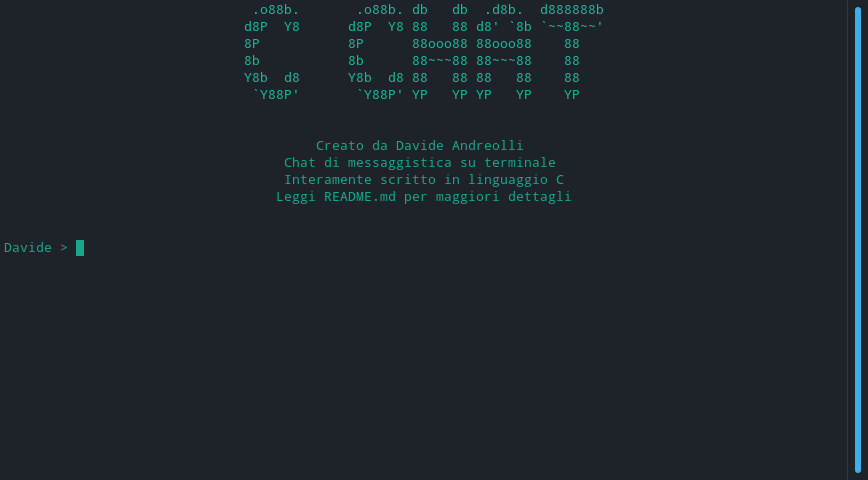 .o88b.       .o88b. db   db  .d8b.  d888888b
d8P  Y8      d8P  Y8 88   88 d8' `8b `~~88~~'
8P           8P      88ooo88 88ooo88    88
8b           8b      88~~~88 88~~~88    88
Y8b  d8      Y8b  d8 88   88 88   88    88
 `Y88P'       `Y88P' YP   YP YP   YP    YP
Creato da Davide Andreolli
Chat di messaggistica su terminale
Interamente scritto in linguaggio C
Leggi README.md per maggiori dettagli
Davide >